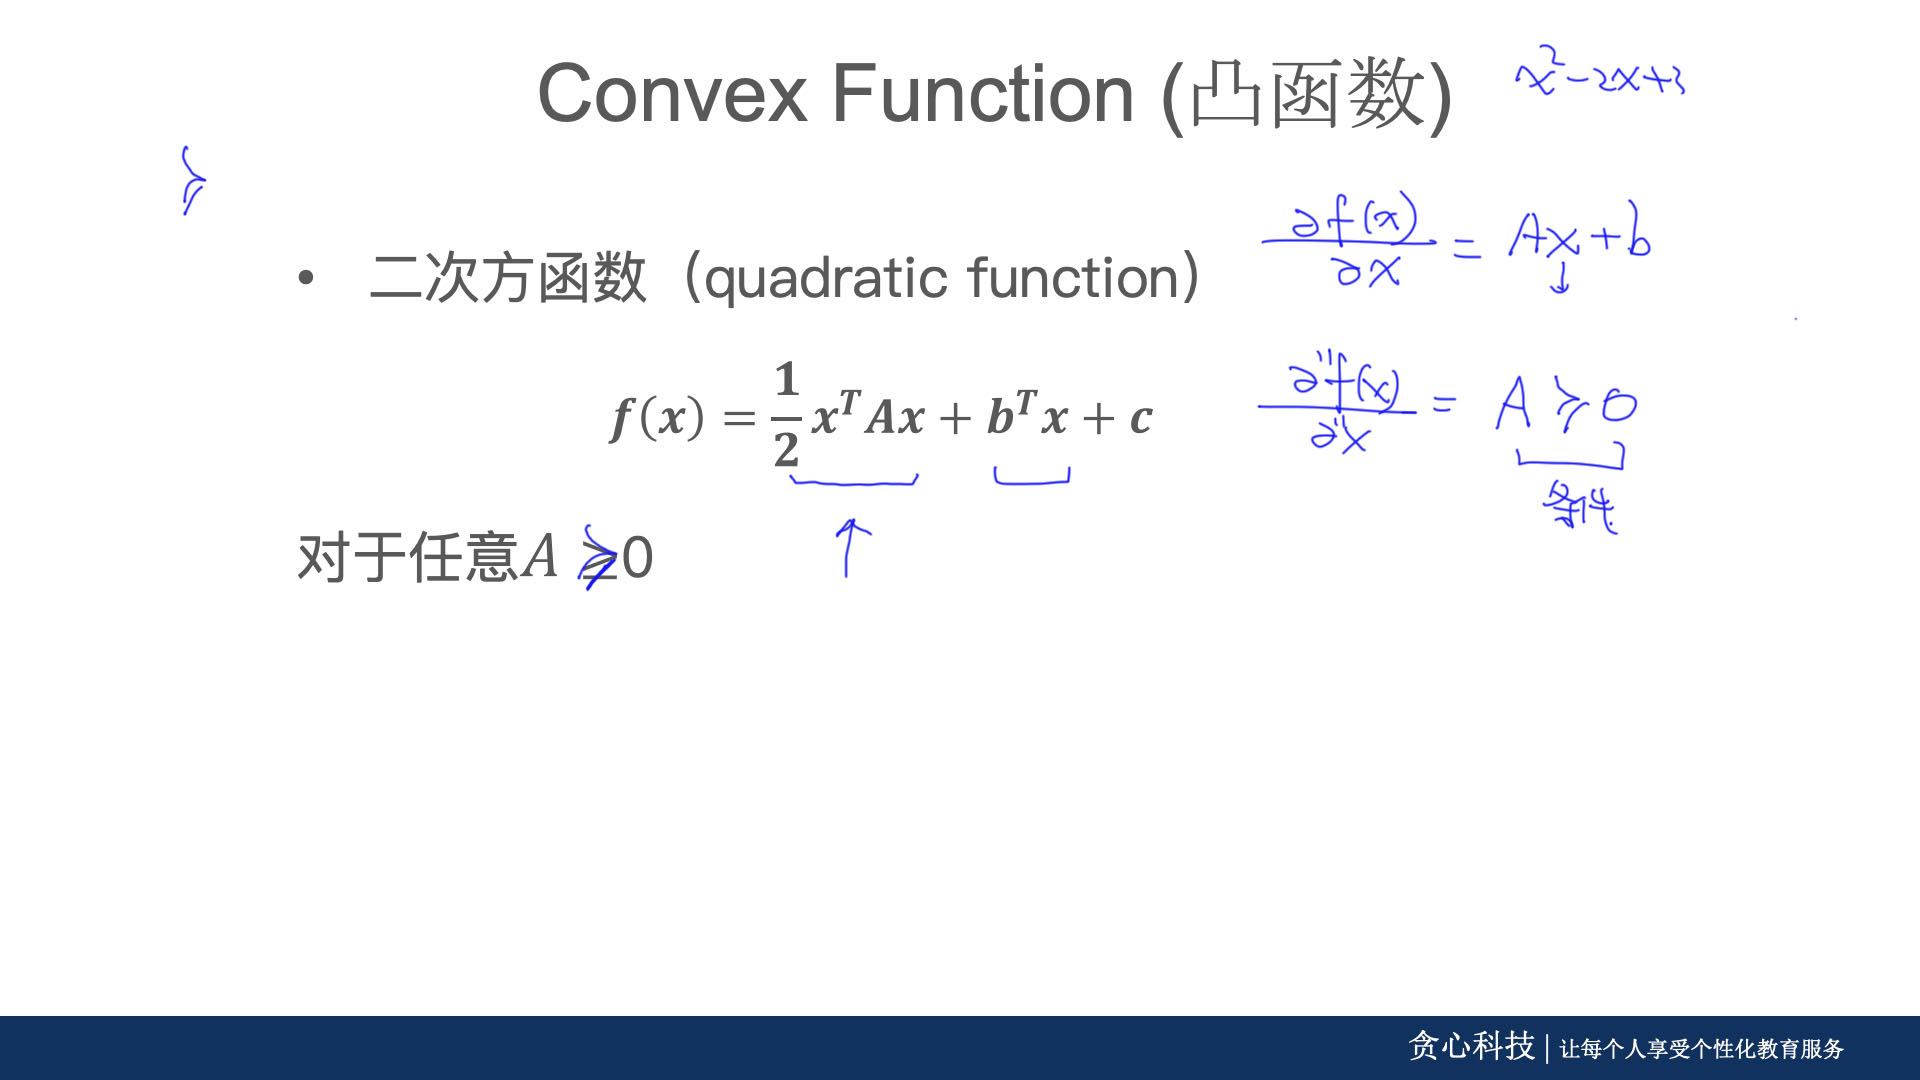 Convex Function (凸函数)
x² - 2x + 3
≽
• 二次方函数（quadratic function）
∂f(x)/∂x = Ax + b
f(x) = 1/2 xᵀAx + bᵀx + c
∂''f(x)/∂''x = A ≽ 0
条件
对于任意A ≽0
贪心科技 | 让每个人享受个性化教育服务